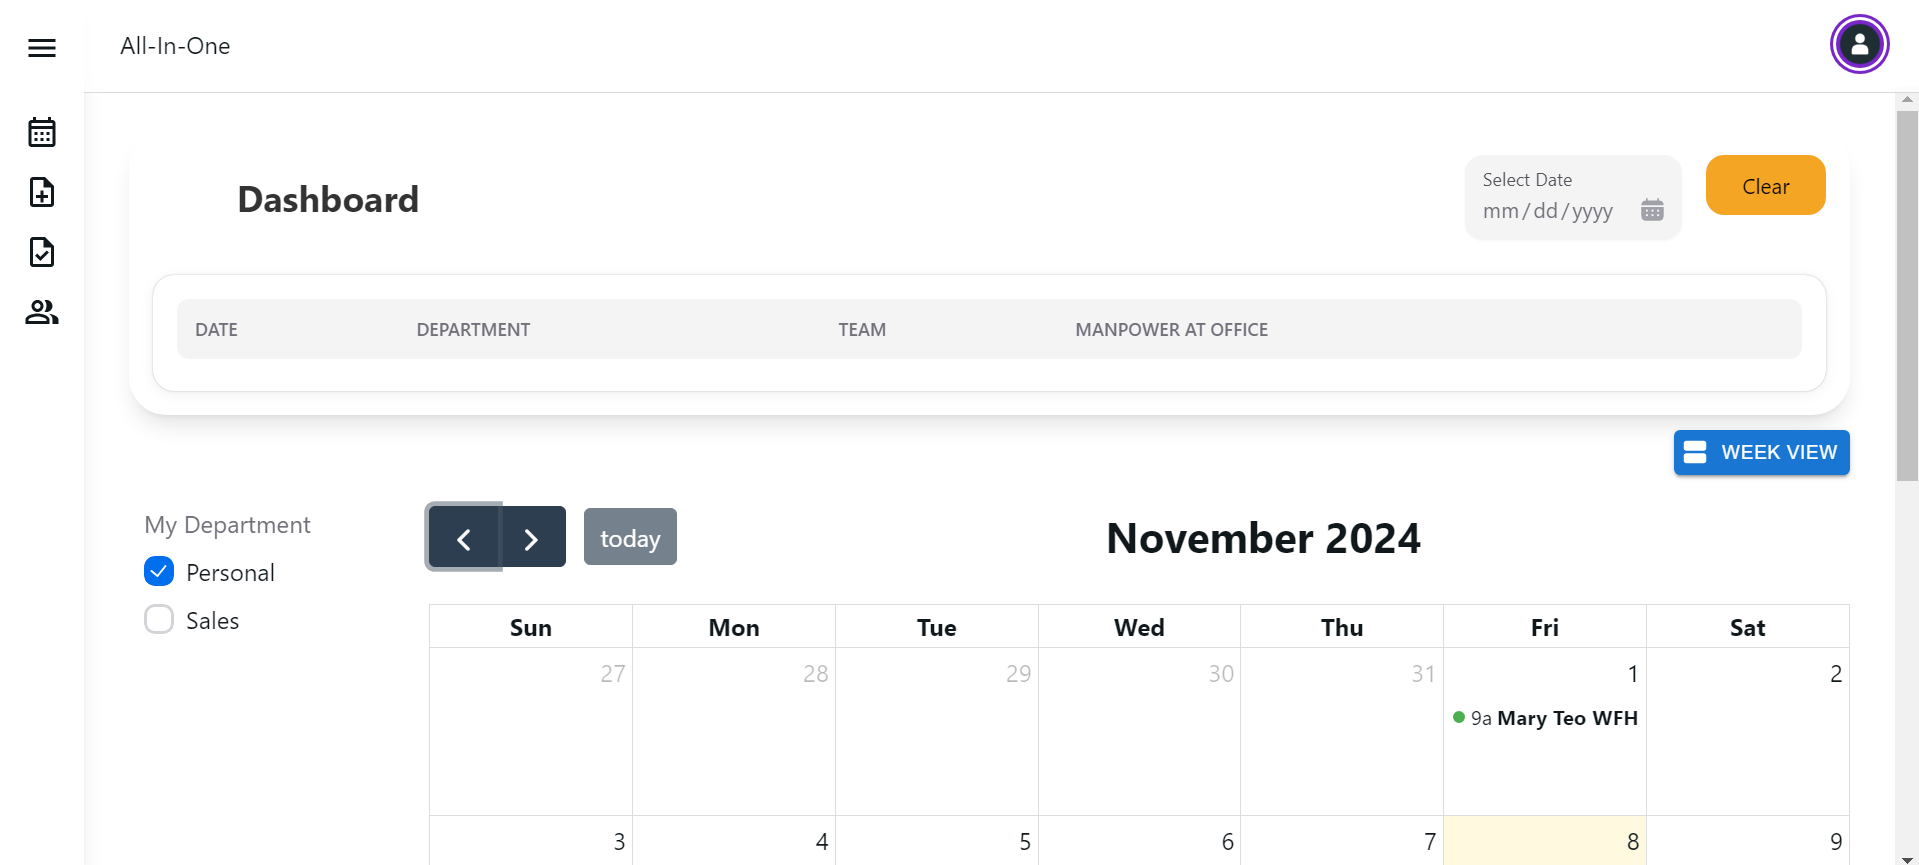 All-In-One
Dashboard
Select Date
mm/dd/yyyy
Clear
DATE DEPARTMENT TEAM MANPOWER AT OFFICE
WEEK VIEW
My Department
Personal
Sales
today
November 2024
Sun Mon Tue Wed Thu Fri Sat
27 28 29 30 31 1 2
9a Mary Teo WFH
3 4 5 6 7 8 9